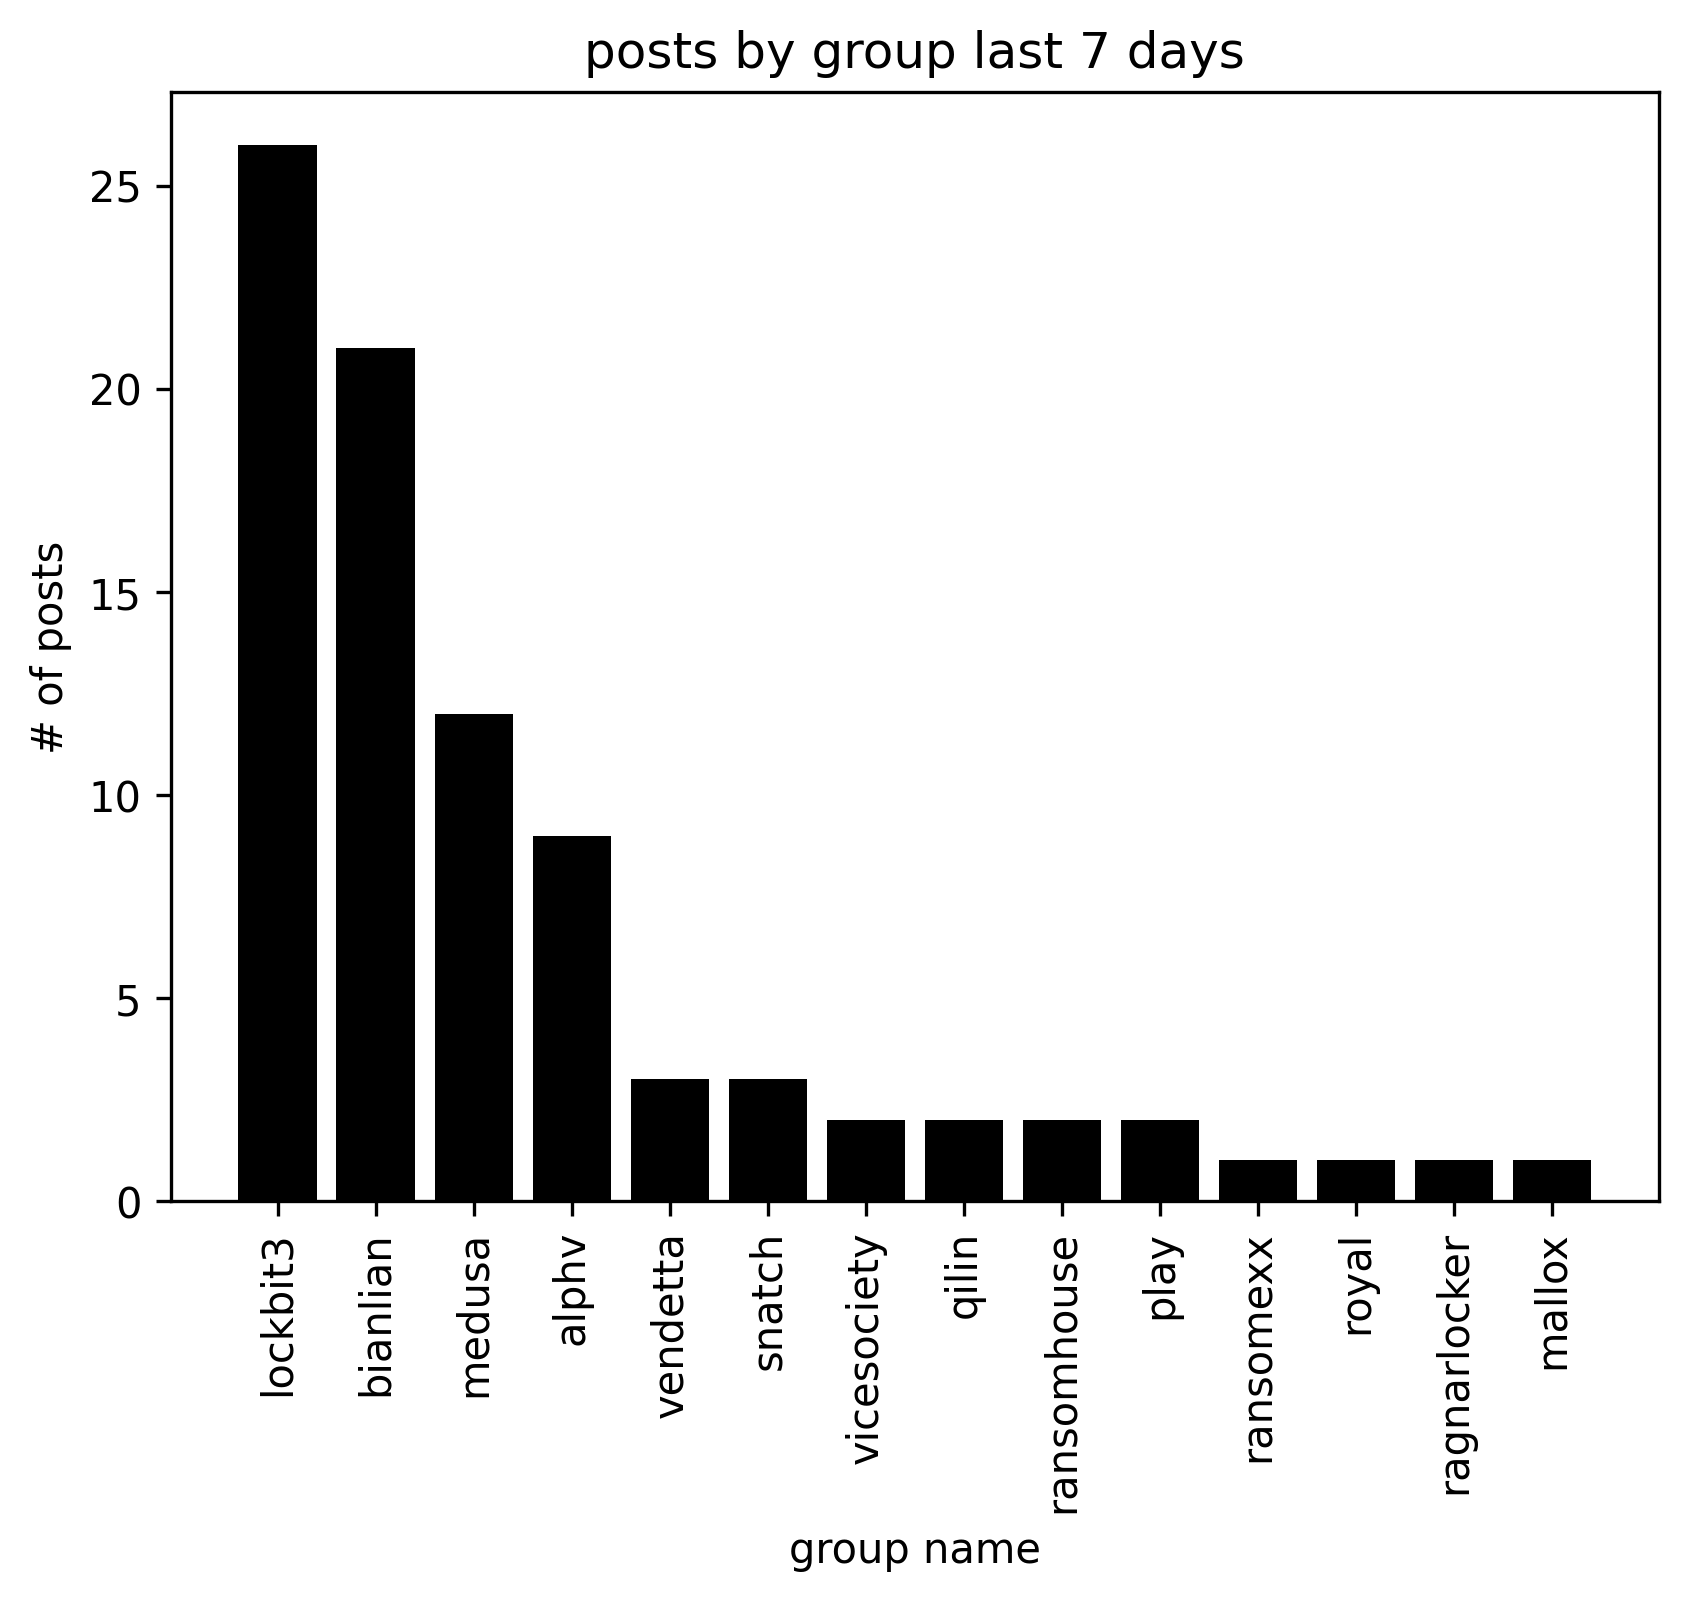 posts by group last 7 days
# of posts
25
20
15
10
5
0
lockbit3
bianlian
medusa
alphv
vendetta
snatch
vicesociety
qilin
ransomhouse
play
ransomexx
royal
ragnarlocker
mallox
group name